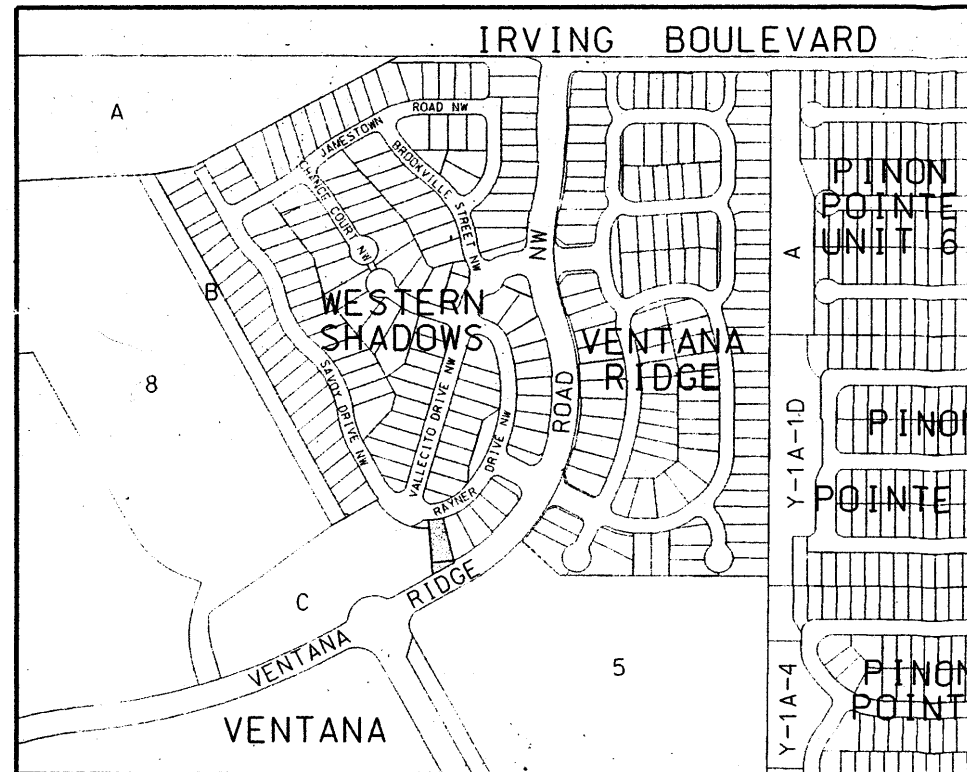 IRVING BOULEVARD
A
ROAD NW
JANESTOWN
BROOKVILLE STREET NW
CHANCE COURT NW
NW
PINON
POINTE
UNIT 6
A
B
WESTERN
SHADOWS
VENTANA
RIDGE
8
SAVOY DRIVE NW
VALLECITO DRIVE NW
DRIVE NW
RAYNER
ROAD
Y-1A-1D
PINON
POINTE
RIDGE
C
VENTANA
5
VENTANA
Y-1A-4
PINON
POINT